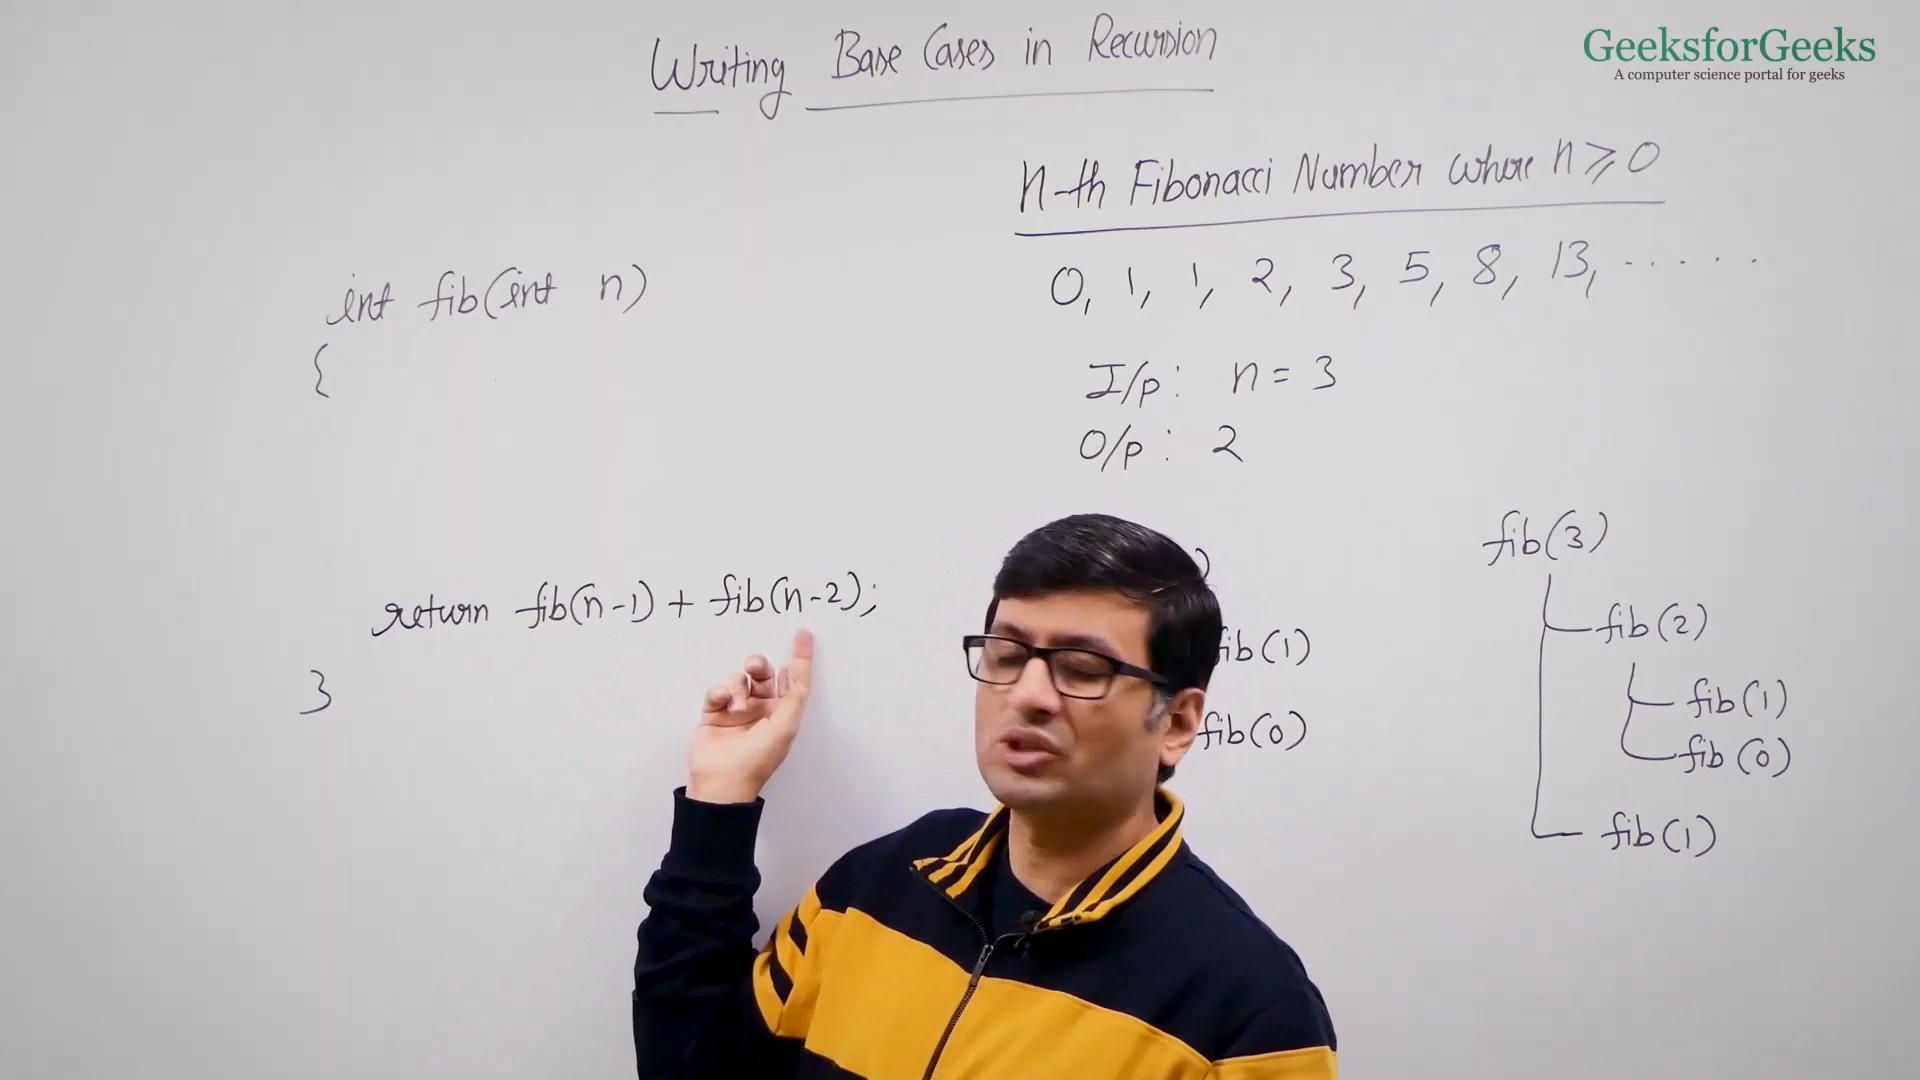 Writing Base Cases in Recursion
GeeksforGeeks
A computer science portal for geeks
n-th Fibonacci Number where n ⩾ 0
0, 1, 1, 2, 3, 5, 8, 13, ......
int fib(int n)
{
I/p: n = 3
O/p: 2
return fib(n-1) + fib(n-2);
}
fib(1)
fib(0)
fib(3)
fib(2)
fib(1)
fib(0)
fib(1)